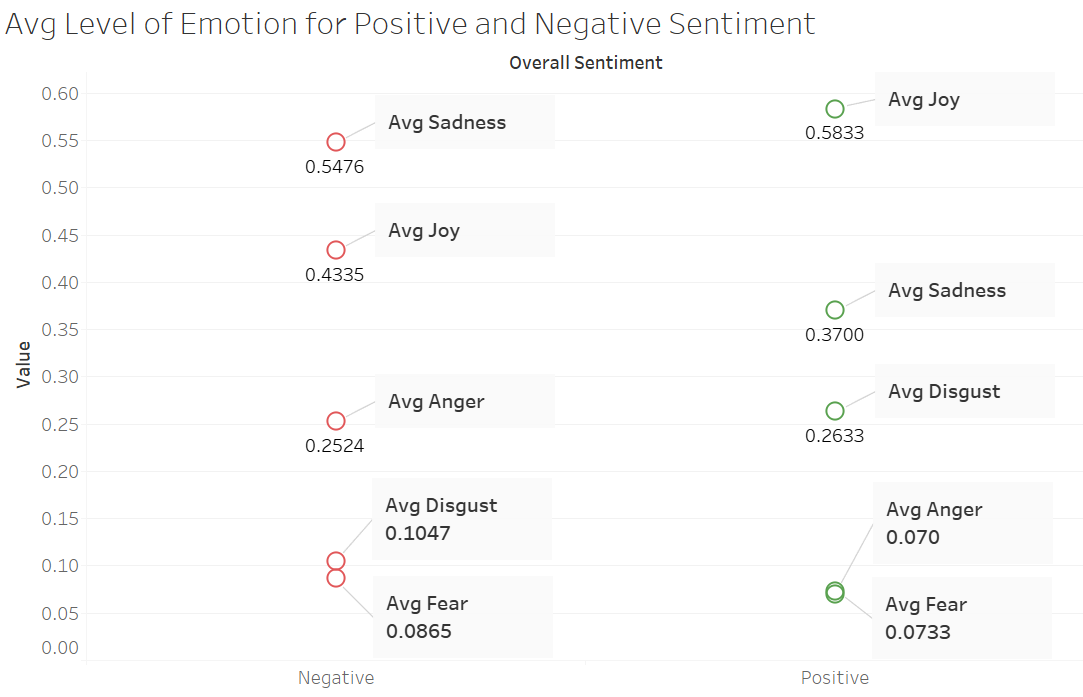 Avg Level of Emotion for Positive and Negative Sentiment
Overall Sentiment
Value
0.60
0.55
0.50
0.45
0.40
0.35
0.30
0.25
0.20
0.15
0.10
0.05
0.00
Avg Sadness
0.5476
Avg Joy
0.4335
Avg Anger
0.2524
Avg Disgust
0.1047
Avg Fear
0.0865
Avg Joy
0.5833
Avg Sadness
0.3700
Avg Disgust
0.2633
Avg Anger
0.070
Avg Fear
0.0733
Negative
Positive